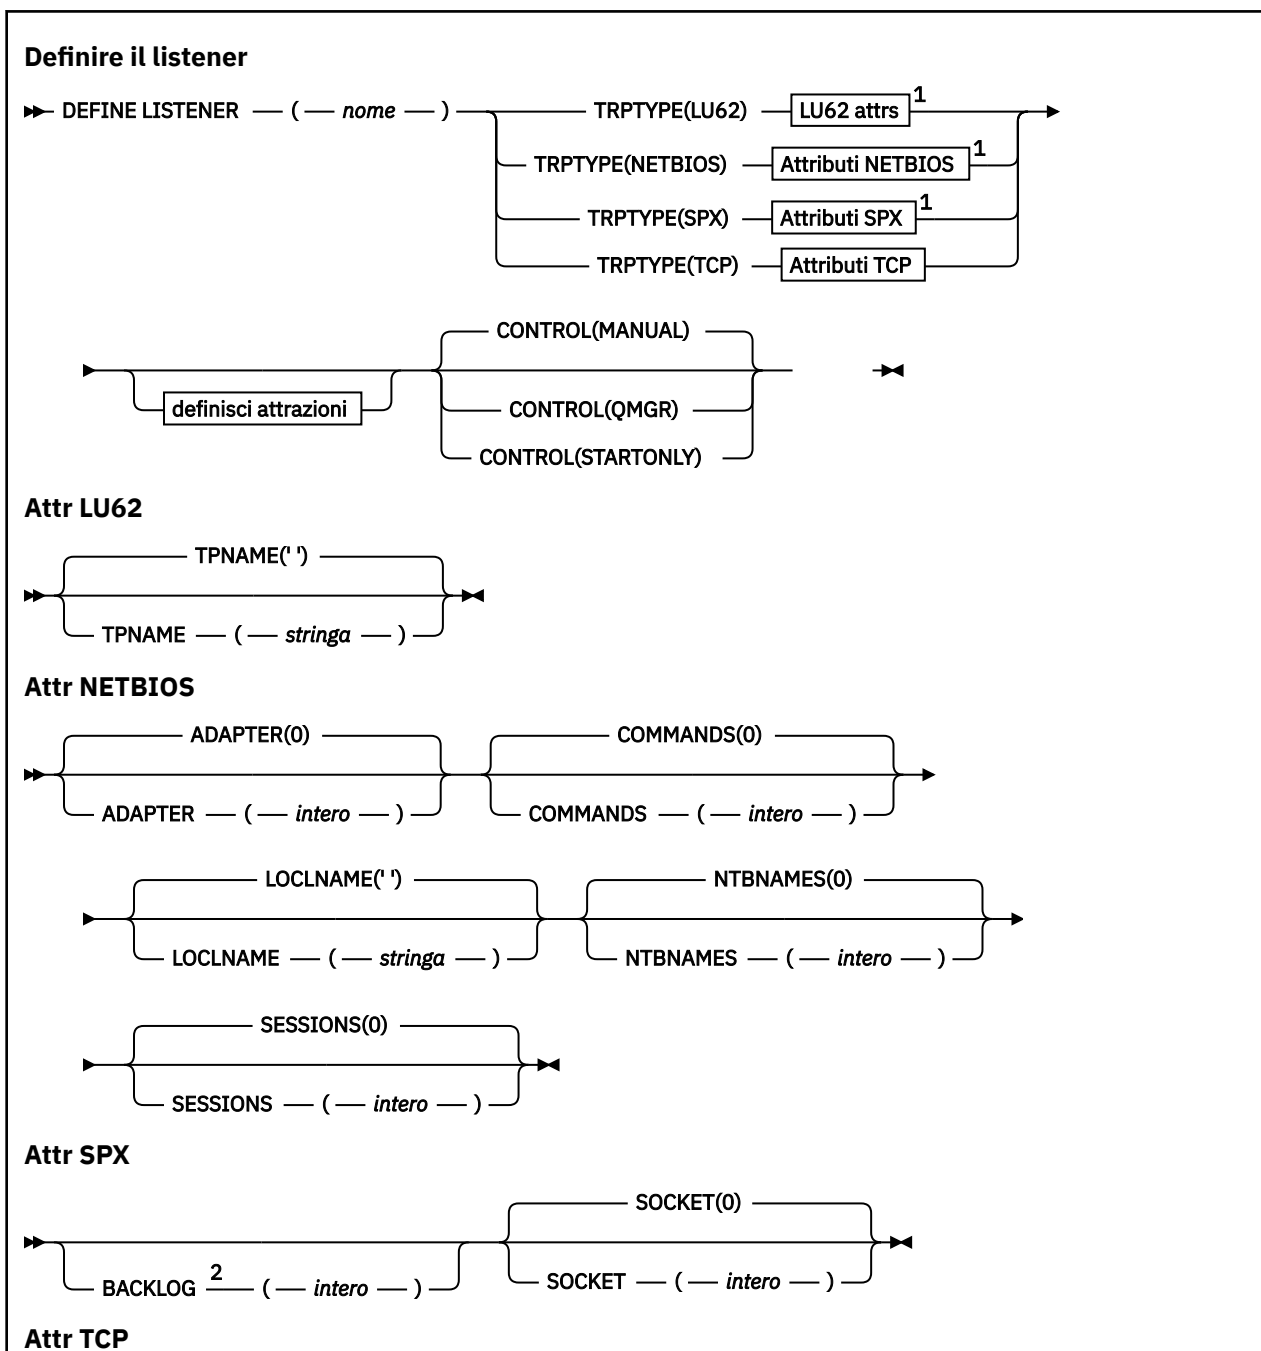 Definire il listener
DEFINE LISTENER ( nome ) TRPTYPE(LU62) LU62 attrs 1
TRPTYPE(NETBIOS) Attributi NETBIOS 1
TRPTYPE(SPX) Attributi SPX 1
TRPTYPE(TCP) Attributi TCP
CONTROL(MANUAL)
definisci attrazioni CONTROL(QMGR)
CONTROL(STARTONLY)
Attr LU62
TPNAME(' ')
TPNAME ( stringa )
Attr NETBIOS
ADAPTER(0) COMMANDS(0)
ADAPTER ( intero ) COMMANDS ( intero )
LOCLNAME(' ') NTBNAMES(0)
LOCLNAME ( stringa ) NTBNAMES ( intero )
SESSIONS(0)
SESSIONS ( intero )
Attr SPX
SOCKET(0)
BACKLOG 2 ( intero ) SOCKET ( intero )
Attr TCP